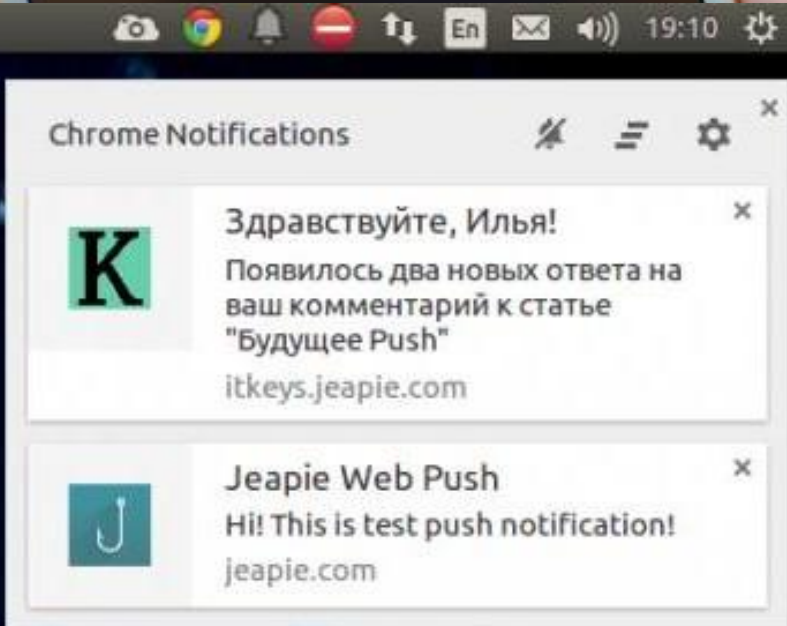 En 19:10
Chrome Notifications
K
Здравствуйте, Илья!
Появилось два новых ответа на
ваш комментарий к статье
"Будущее Push"
itkeys.jeapie.com
Jeapie Web Push
Hi! This is test push notification!
jeapie.com